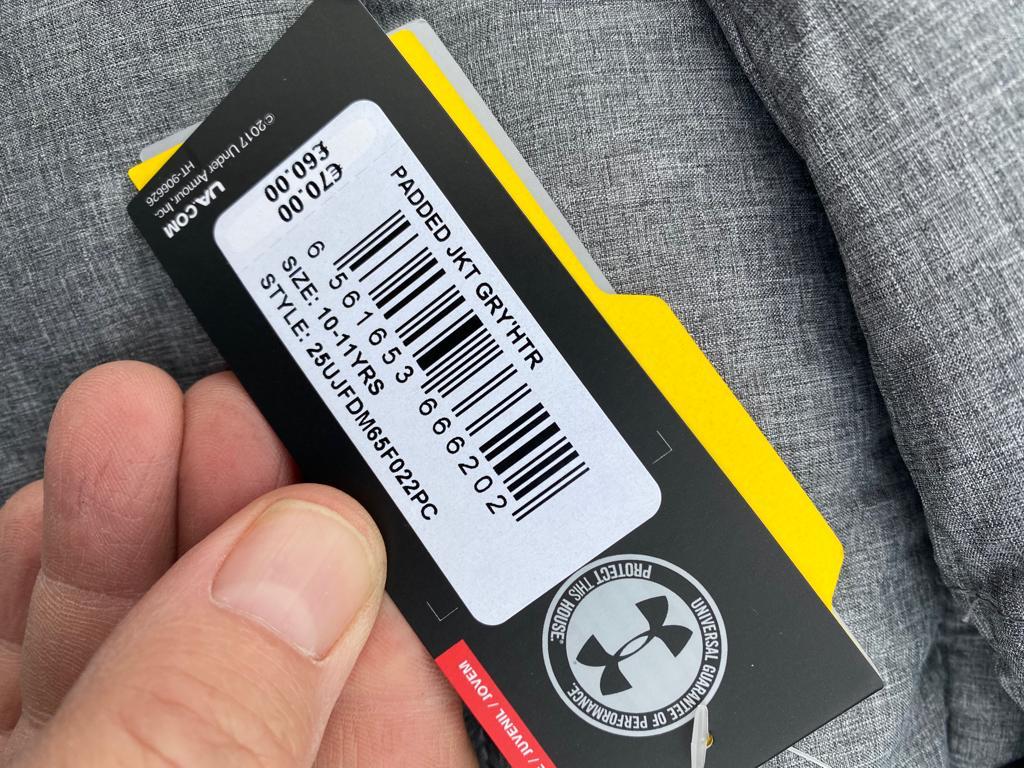 ©2017 Under Armour, Inc.
HT-906626
UA.COM
£60.00
€70.00
PADDED JKT GRY'HTR
6 561653 666202
SIZE: 10-11YRS
STYLE: 25UJFDM65F022PC
UNIVERSAL GUARANTEE OF PERFORMANCE.
PROTECT THIS HOUSE.
/ JUVENIL / JOVEM